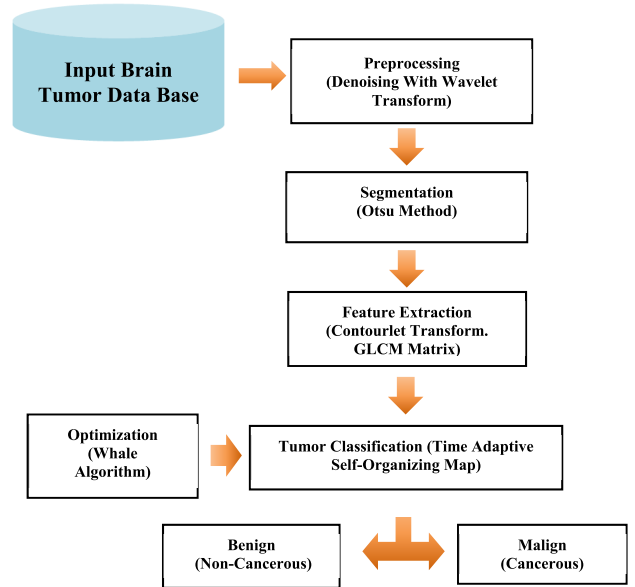 Input Brain
Tumor Data Base
Preprocessing
(Denoising With Wavelet
Transform)
Segmentation
(Otsu Method)
Feature Extraction
(Contourlet Transform.
GLCM Matrix)
Optimization
(Whale
Algorithm)
Tumor Classification (Time Adaptive
Self-Organizing Map)
Benign
(Non-Cancerous)
Malign
(Cancerous)